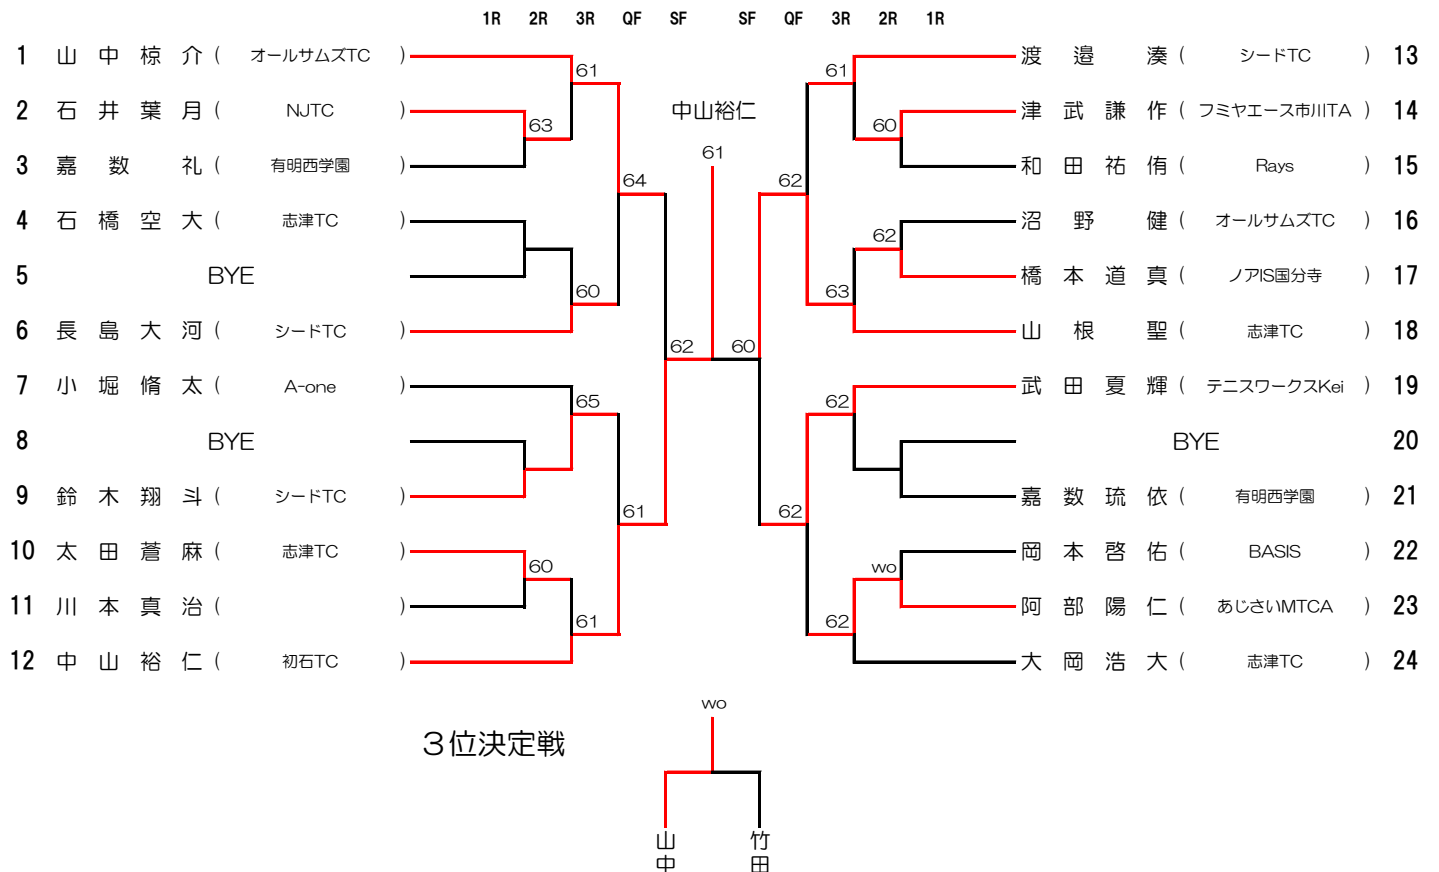 1R 2R 3R QF SF SF QF 3R 2R 1R
1 山中椋介 ( オールサムズTC ) 61 61 渡邉湊 ( シードTC ) 13
2 石井葉月 ( NJTC ) 63 中山裕仁 60 津武謙作 ( フミヤエース市川TA ) 14
3 嘉数礼 ( 有明西学園 ) 64 61 62 和田祐侑 ( Rays ) 15
4 石橋空大 ( 志津TC ) 62 沼野健 ( オールサムズTC ) 16
5 BYE 60 63 橋本道真 ( ノアIS国分寺 ) 17
6 長島大河 ( シードTC ) 62 60 山根聖 ( 志津TC ) 18
7 小堀脩太 ( A-one ) 65 62 武田夏輝 ( テニスワークスKei ) 19
8 BYE BYE 20
9 鈴木翔斗 ( シードTC ) 61 62 嘉数琉依 ( 有明西学園 ) 21
10 太田蒼麻 ( 志津TC ) 60 wo 岡本啓佑 ( BASIS ) 22
11 川本真治 ( ) 61 62 阿部陽仁 ( あじさいMTCA ) 23
12 中山裕仁 ( 初石TC ) 大岡浩大 ( 志津TC ) 24
wo
3位決定戦
山中 竹田